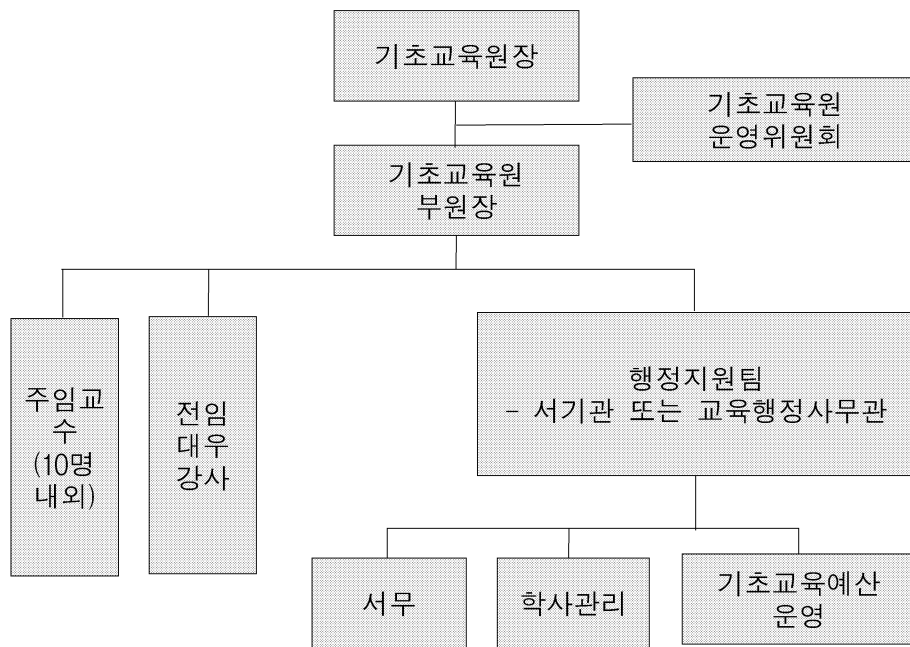 기초교육원장
기초교육원
운영위원회
기초교육원
부원장
주임교
수
(10명
내외)
전임
대우
강사
행정지원팀
- 서기관 또는 교육행정사무관
서무
학사관리
기초교육예산
운영